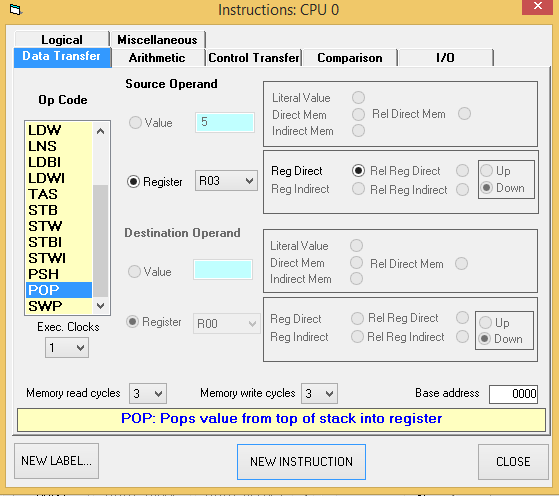 Instructions: CPU 0
Logical Miscellaneous
Data Transfer Arithmetic Control Transfer Comparison I/O
Op Code
LDW
LNS
LDBI
LDWI
TAS
STB
STW
STBI
STWI
PSH
POP
SWP
Exec. Clocks
1
Source Operand
Value 5
Literal Value
Direct Mem Rel Direct Mem
Indirect Mem
Register R03
Reg Direct Rel Reg Direct Up
Reg Indirect Rel Reg Indirect Down
Destination Operand
Value
Literal Value
Direct Mem Rel Direct Mem
Indirect Mem
Register R00
Reg Direct Rel Reg Direct Up
Reg Indirect Rel Reg Indirect Down
Memory read cycles 3 Memory write cycles 3 Base address 0000
POP: Pops value from top of stack into register
NEW LABEL... NEW INSTRUCTION CLOSE